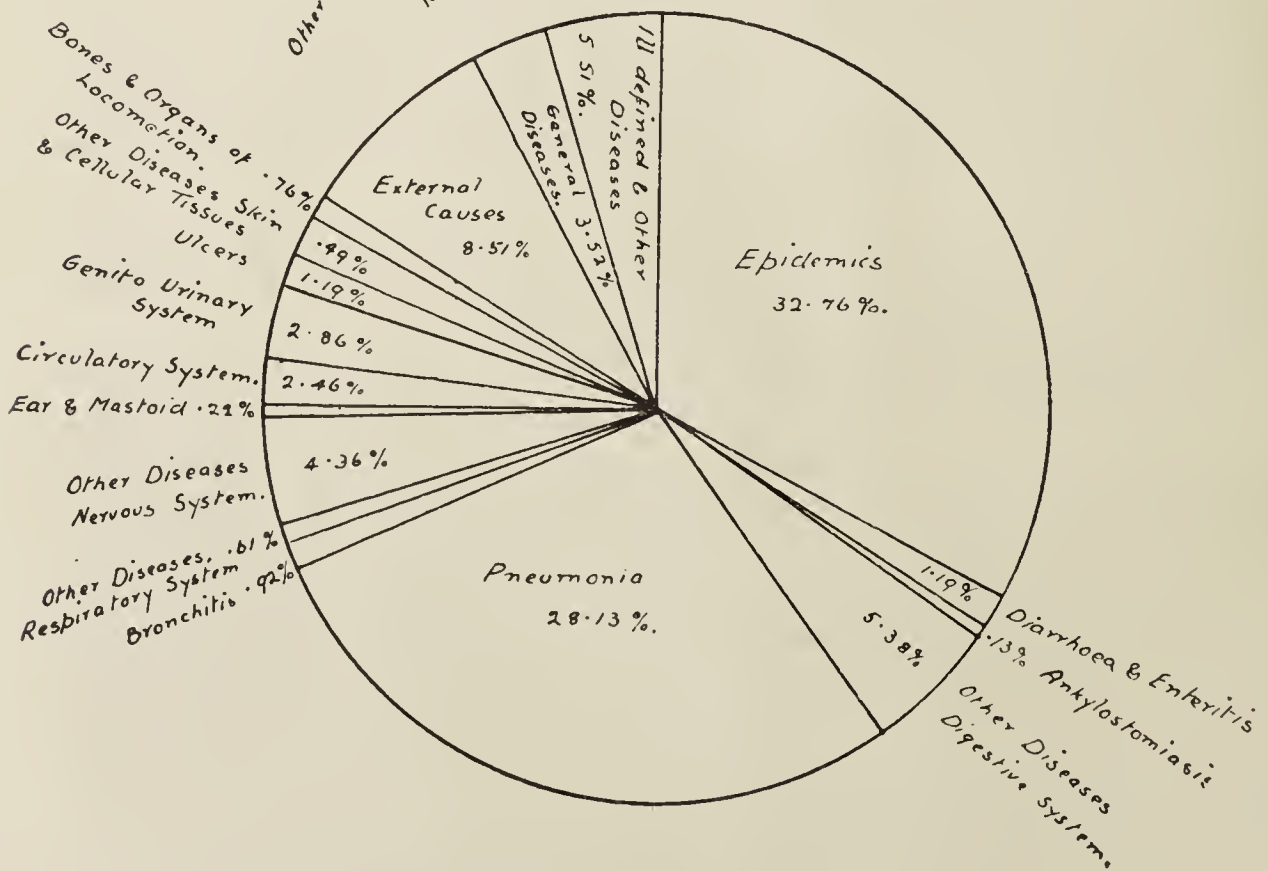 Other
Ill defined & Other
Diseases
5 51%.
General 3.52%
Diseases.
External
Causes
8.51%
Epidemics
32.76%.
Bones & Organs of .76%
Locomotion.
Other Diseases Skin
& Cellular Tissues
.49%
Ulcers
1.19%
Genito Urinary
System
2.86%
Circulatory System.
2.46%
Ear & Mastoid
Other Diseases
Nervous System.
4.36%
Other Diseases. .61%
Respiratory System
Bronchitis .92%
Pneumonia
28.13%.
1.19%
Diarrhoea & Enteritis
.13% Ankylostomiasis
5.38%
Other Diseases
Digestive System.